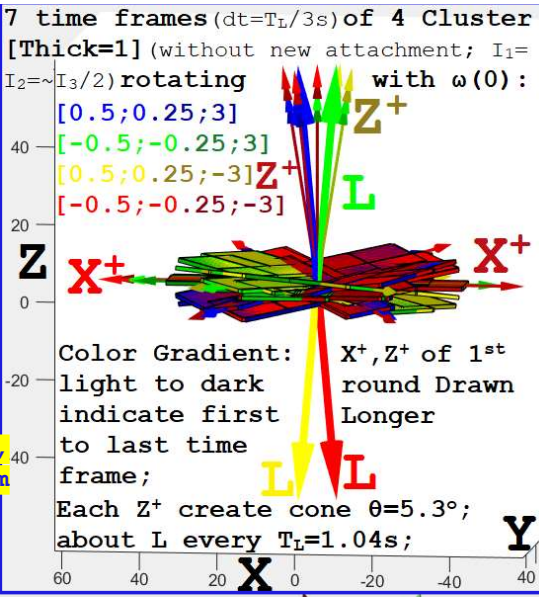 7 time frames(dt=T_L/3s)of 4 Cluster
[Thick=1](without new attachment; I₁=
I₂=~I₃/2)rotating with ω(0):
[0.5;0.25;3]
[-0.5;-0.25;3]
[0.5;0.25;-3]
[-0.5;-0.25;-3]
Z⁺
Z⁺
L
40
20
Z
0
-20
40
X⁺
X⁺
Color Gradient:
light to dark
indicate first
to last time
frame;
X⁺,Z⁺ of 1ˢᵗ
round Drawn
Longer
L
L
Each Z⁺ create cone θ=5.3°;
about L every T_L=1.04s;
Y
60 40 20 X 0 -20 -40 40